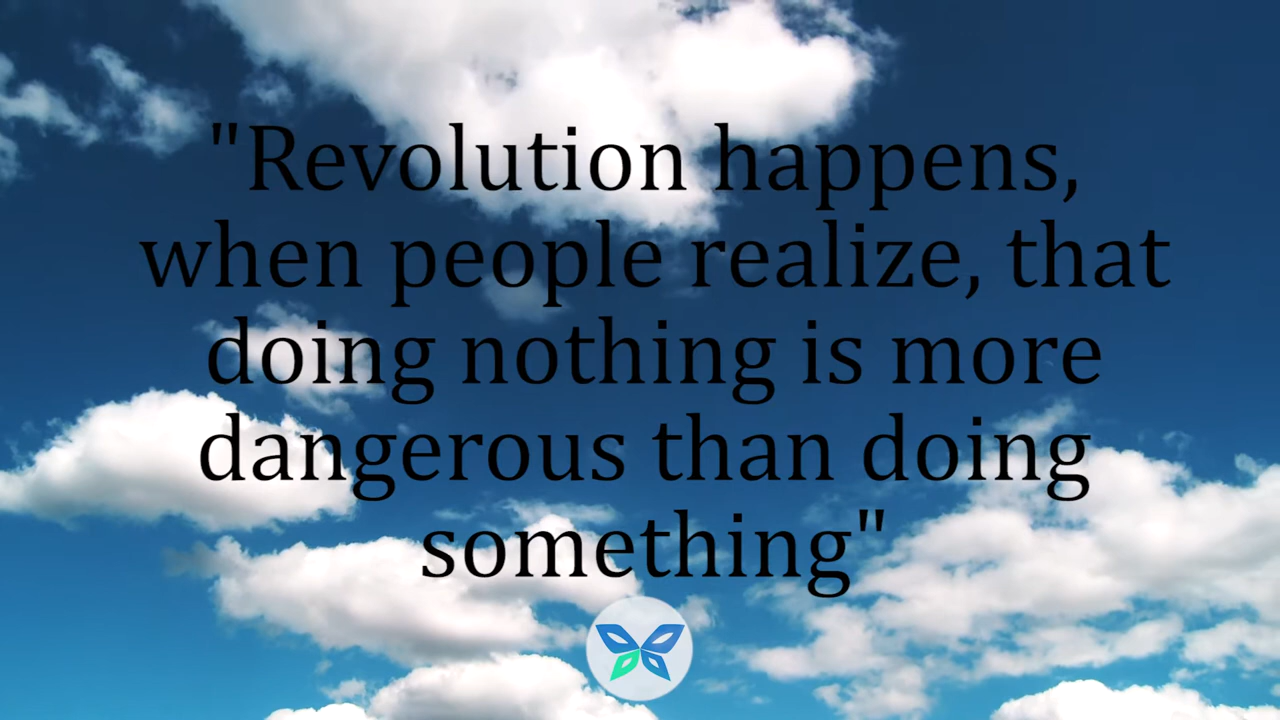 "Revolution happens,
when people realize, that
doing nothing is more
dangerous than doing
something"